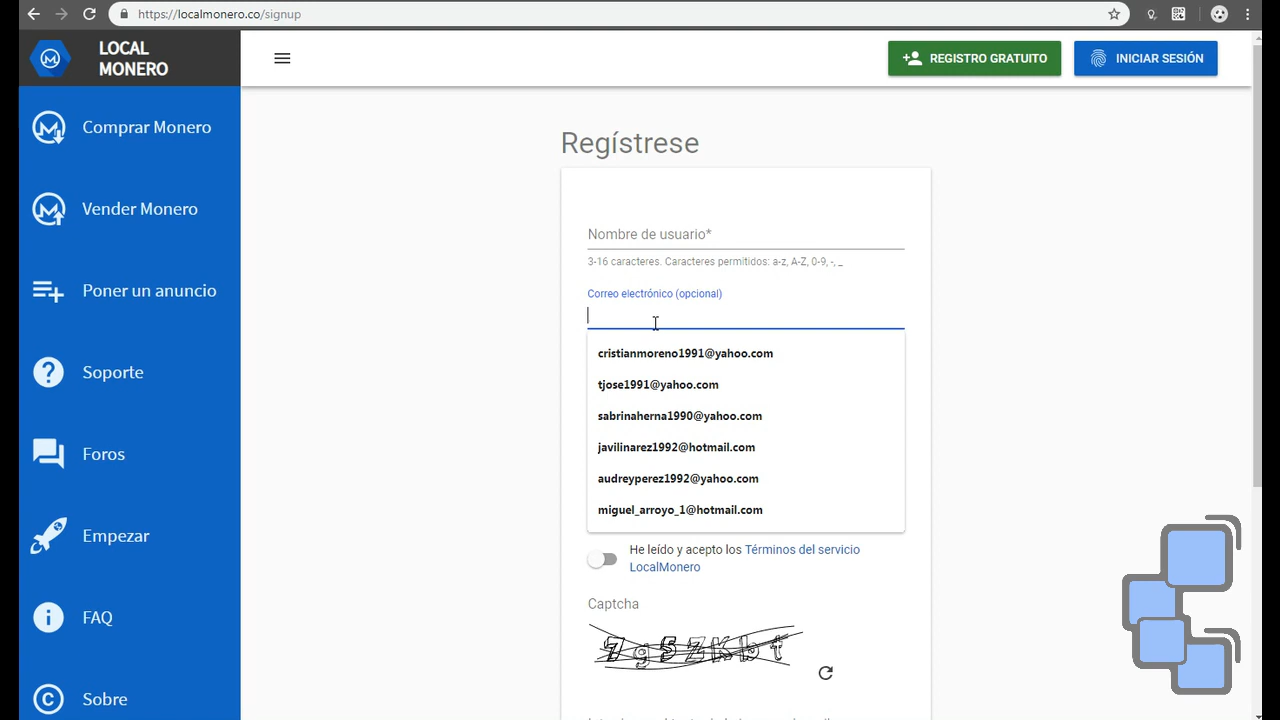 https://localmonero.co/signup
LOCAL
MONERO
REGISTRO GRATUITO
INICIAR SESIÓN
Comprar Monero
Vender Monero
Poner un anuncio
Soporte
Foros
Empezar
FAQ
Sobre
Regístrese
Nombre de usuario*
3-16 caracteres. Caracteres permitidos: a-z, A-Z, 0-9, -, _
Correo electrónico (opcional)
cristianmoreno1991@yahoo.com
tjose1991@yahoo.com
sabrinaherna1990@yahoo.com
javilinarez1992@hotmail.com
audreyperez1992@yahoo.com
miguel_arroyo_1@hotmail.com
He leído y acepto los Términos del servicio
LocalMonero
Captcha
7g5ZKbt